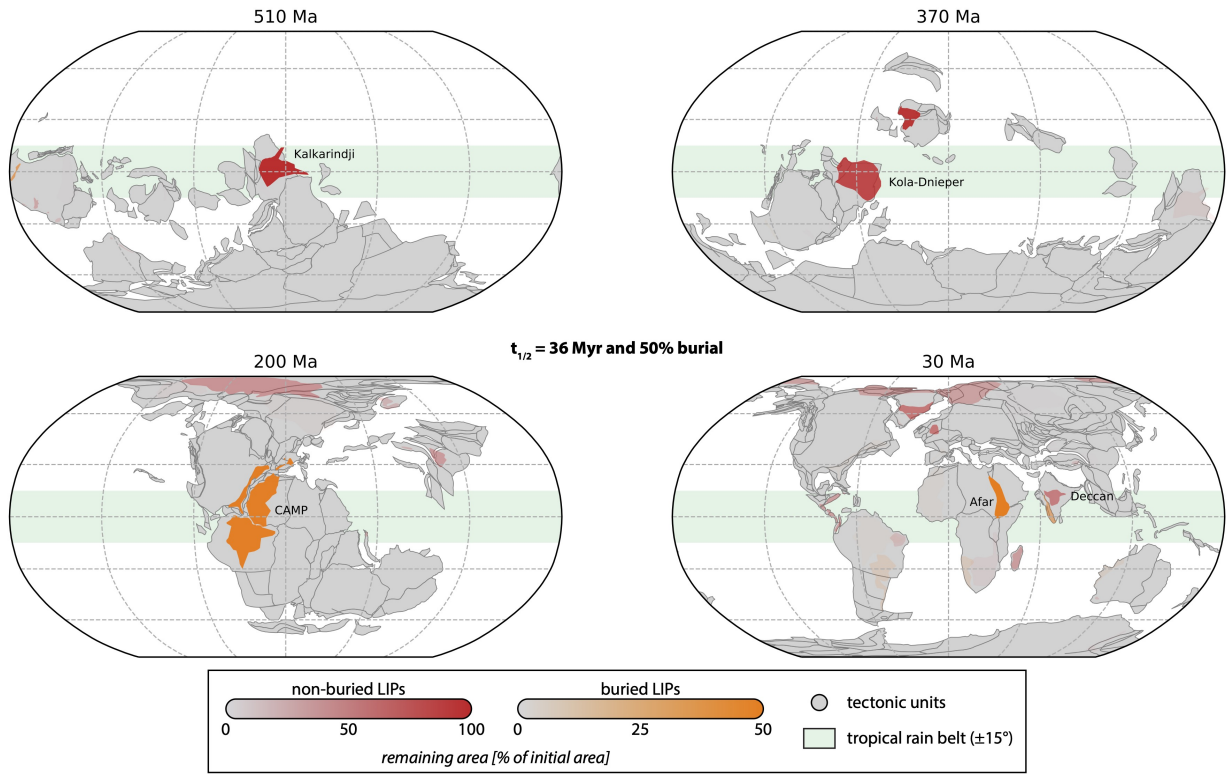 510 Ma
370 Ma
Kalkarindji
Kola-Dnieper
t1/2 = 36 Myr and 50% burial
200 Ma
30 Ma
CAMP
Afar
Deccan
non-buried LIPs
buried LIPs
tectonic units
0 50 100
0 25 50
tropical rain belt (±15°)
remaining area [% of initial area]